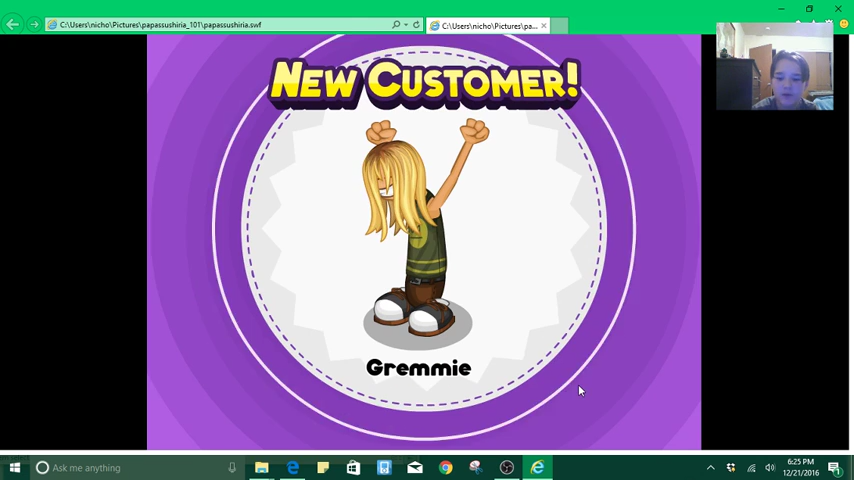 C:\Users\nicho\Pictures\papassushiria_101\papassushiria.swf
C:\Users\nicho\Pictures\pa...
NEW CUSTOMER!
Gremmie
Ask me anything
6:25 PM
12/21/2016